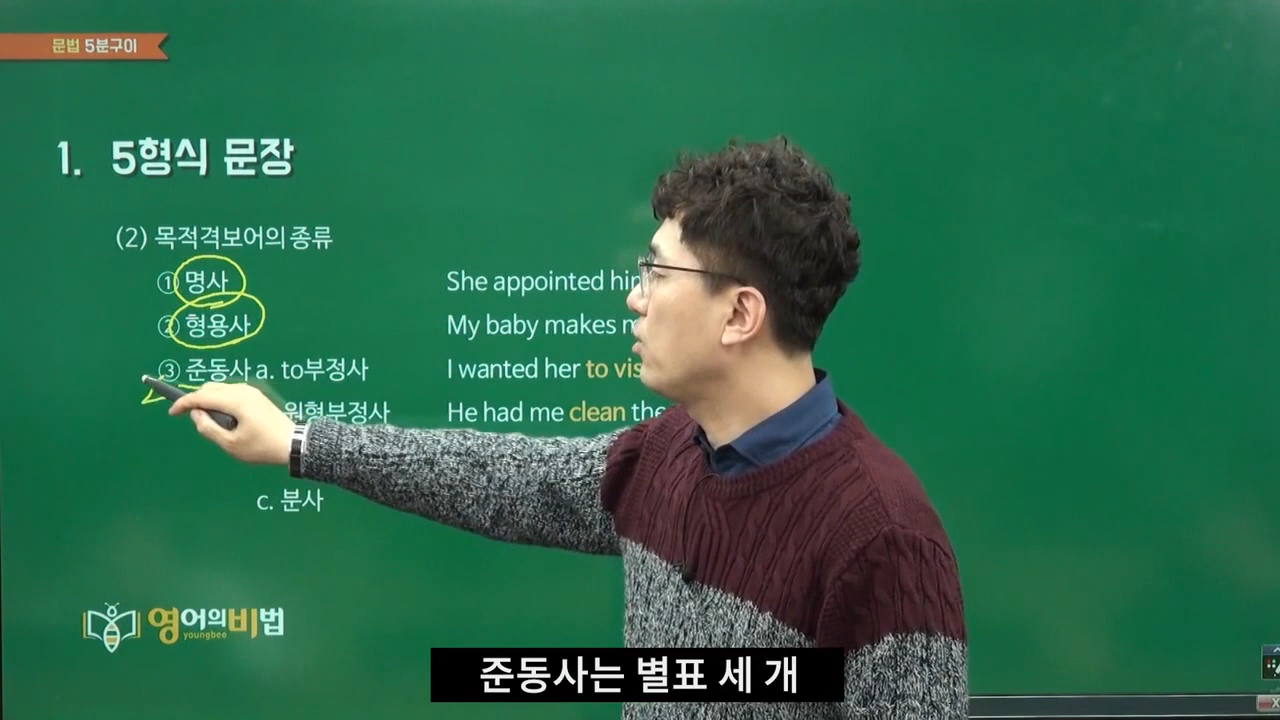 문법 5분구이
1. 5형식 문장
(2) 목적격보어의 종류
① 명사 She appointed him
② 형용사 My baby makes
③ 준동사 a. to부정사 I wanted her to
원형부정사 He had me clean the
c. 분사
영어의비법
youngbee
준동사는 별표 세 개